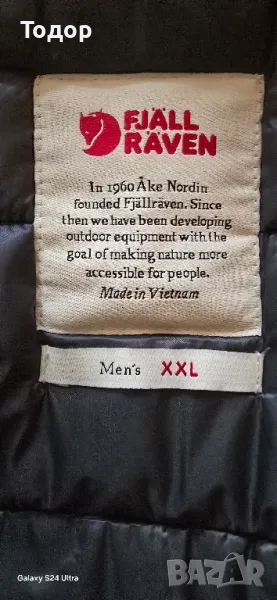 Тодор
FJÄLL
RÄVEN
In 1960 Åke Nordin
founded Fjällräven. Since
then we have been developing
outdoor equipment with the
goal of making nature more
accessible for people.
Made in Vietnam
Men's XXL
Galaxy S24 Ultra
BAZAR